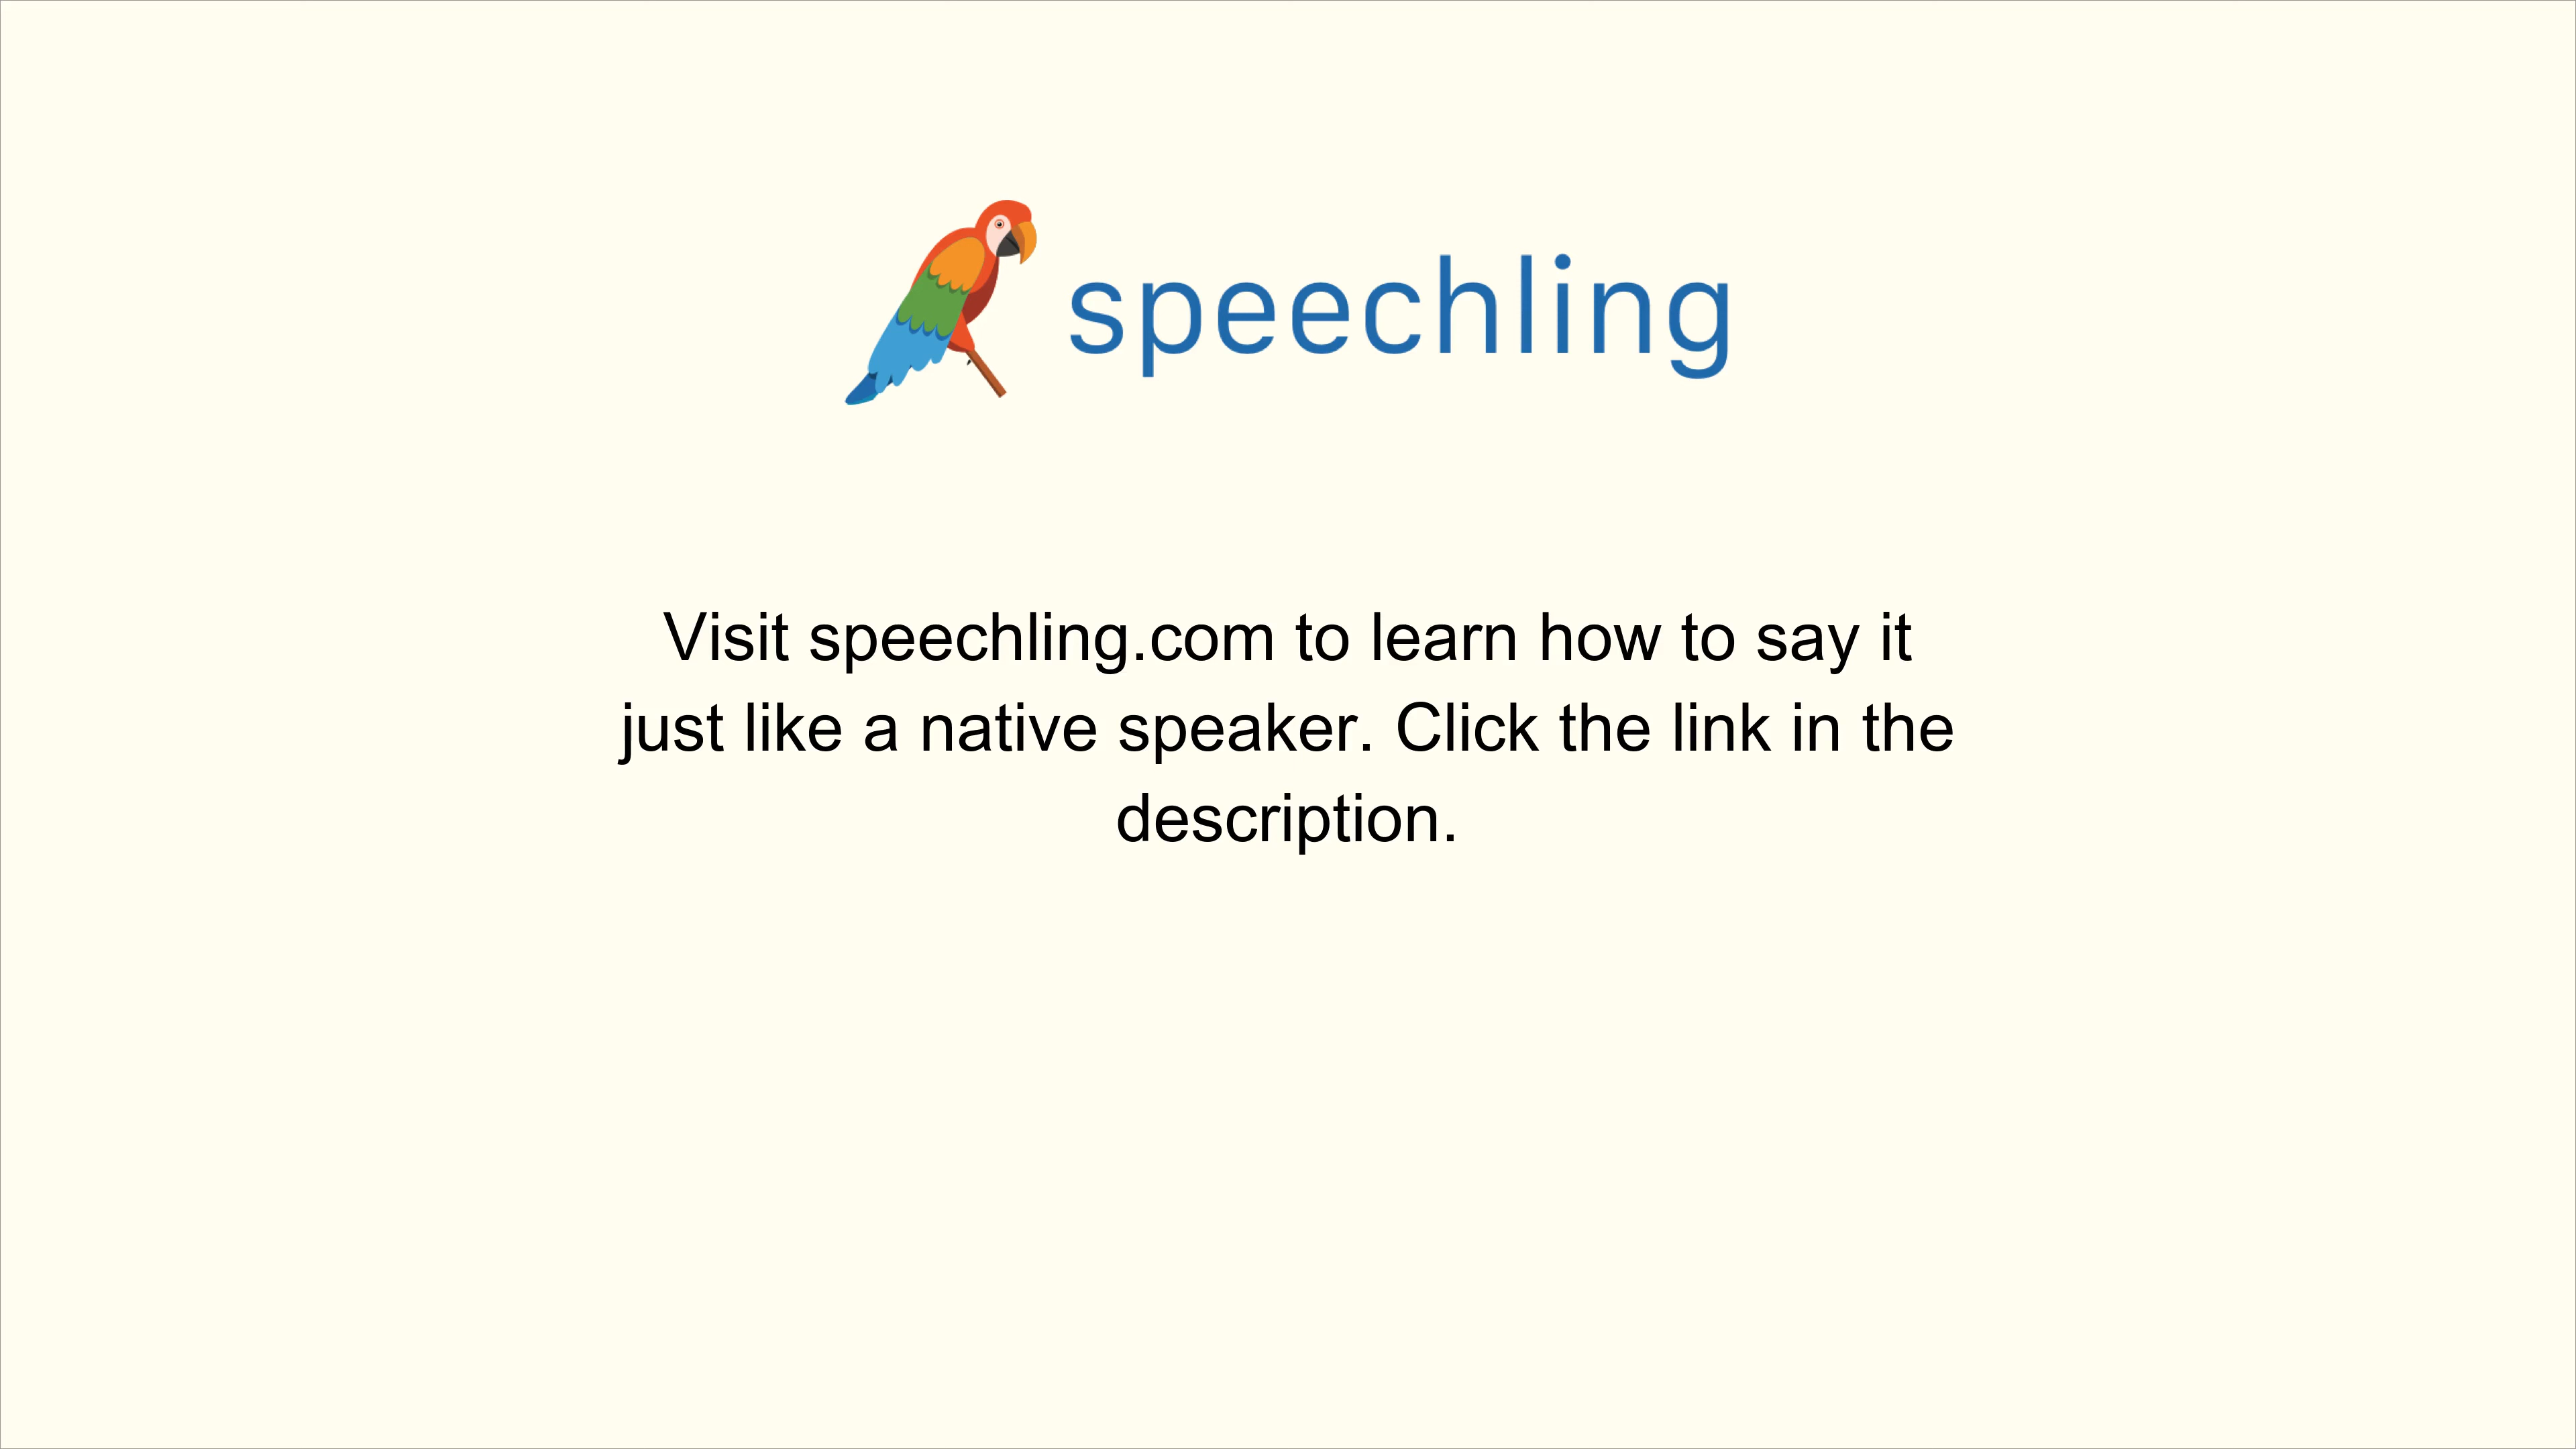 speechling
Visit speechling.com to learn how to say it
just like a native speaker. Click the link in the
description.